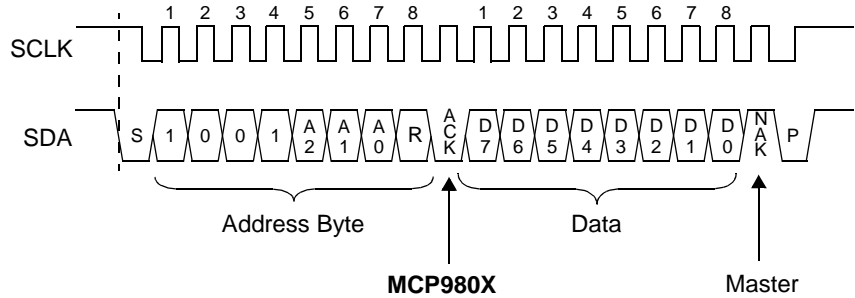 1 2 3 4 5 6 7 8 1 2 3 4 5 6 7 8
SCLK
SDA S 1 0 0 1 A2 A1 A0 R ACK D7 D6 D5 D4 D3 D2 D1 D0 NAK P
Address Byte Data
MCP980X Master